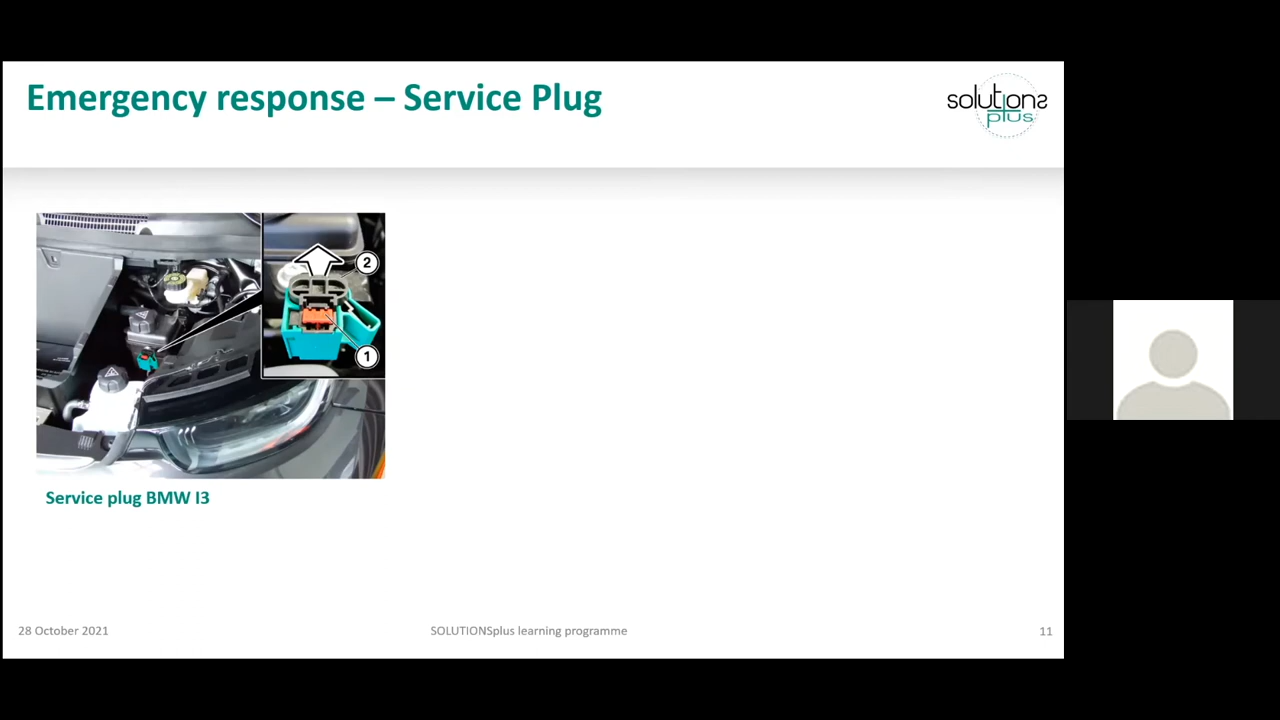 Emergency response – Service Plug
solutions
plus
2
1
Service plug BMW I3
28 October 2021
SOLUTIONSplus learning programme
11